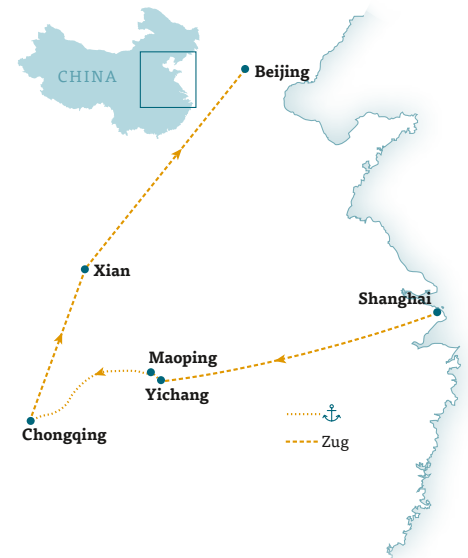 CHINA
Beijing
Xian
Shanghai
Maoping
Yichang
Chongqing
Zug